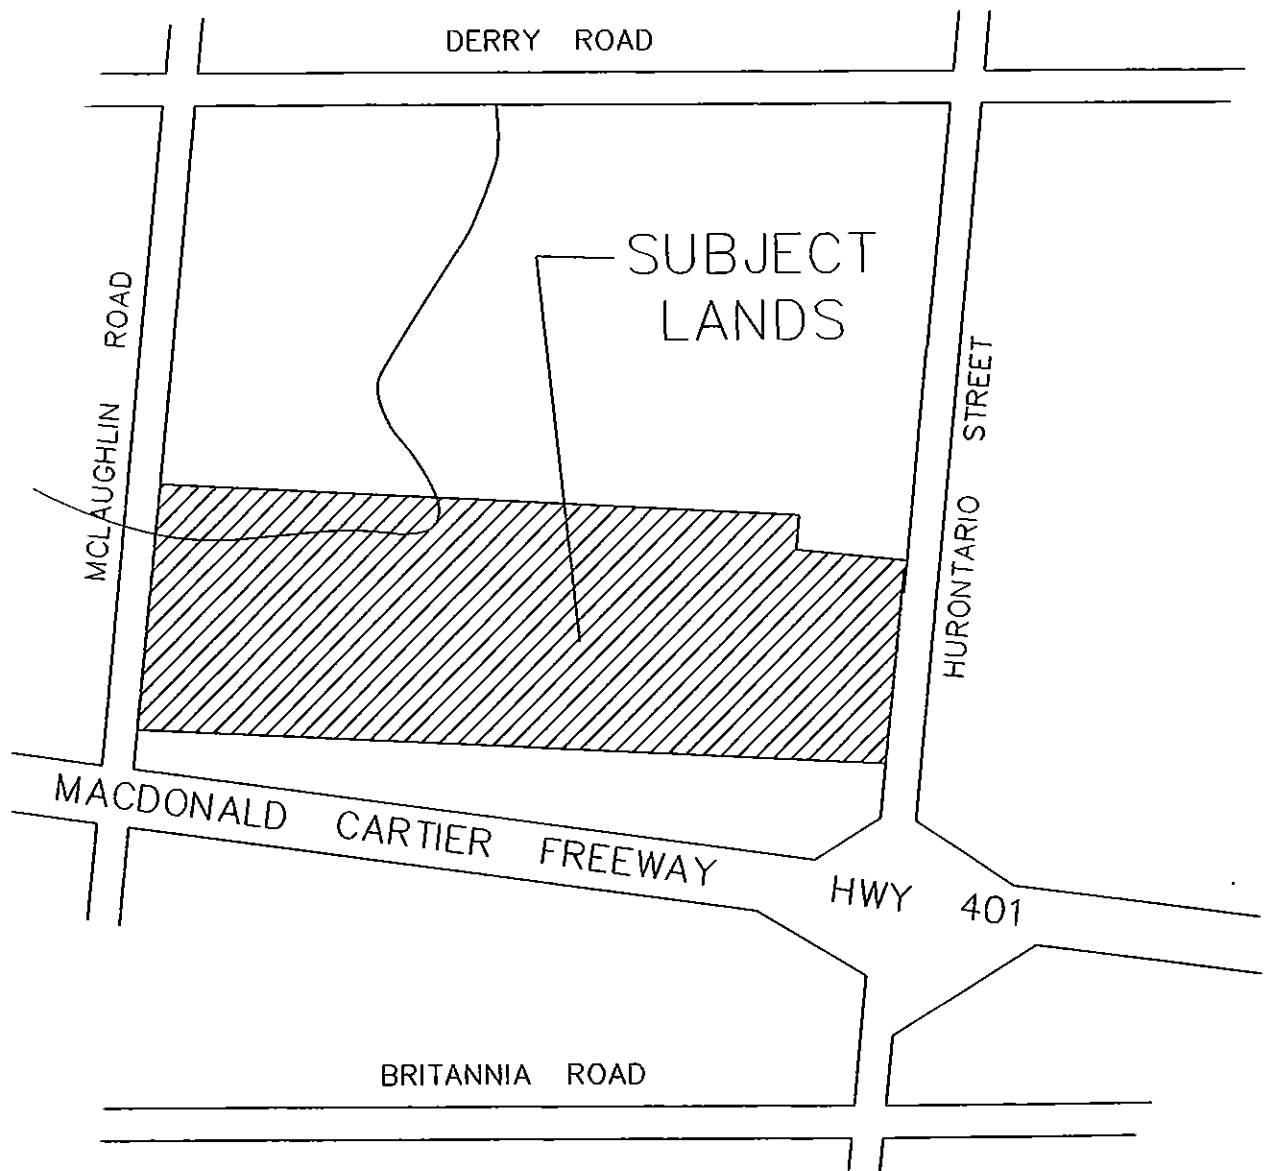 DERRY ROAD
SUBJECT
LANDS
MCLAUGHLIN ROAD
HURONTARIO STREET
MACDONALD CARTIER FREEWAY HWY 401
BRITANNIA ROAD